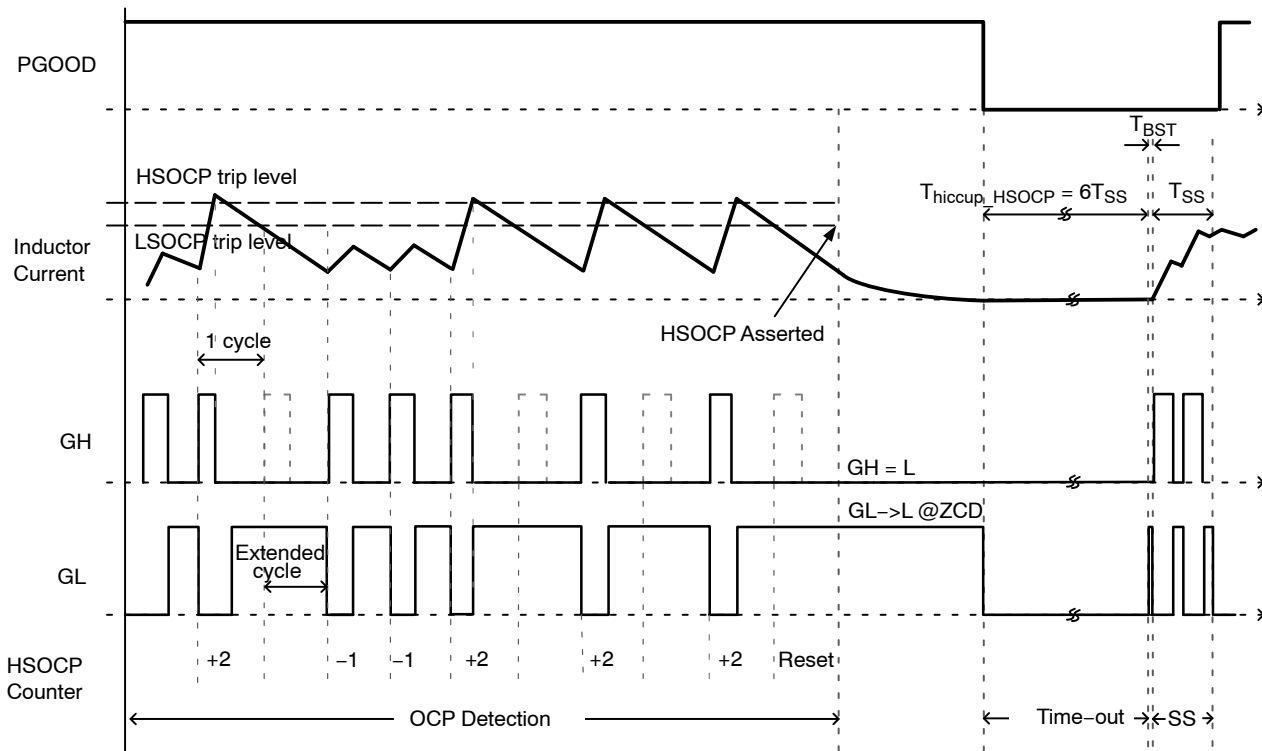 PGOOD
T_BST
HSOCP trip level
T_hiccup_HSOCP = 6T_SS
T_SS
LSOCP trip level
Inductor
Current
HSOCP Asserted
1 cycle
GH
GH = L
GL−>L @ZCD
Extended
cycle
GL
HSOCP
Counter
+2
−1
−1
+2
+2
+2
Reset
OCP Detection
Time−out
SS